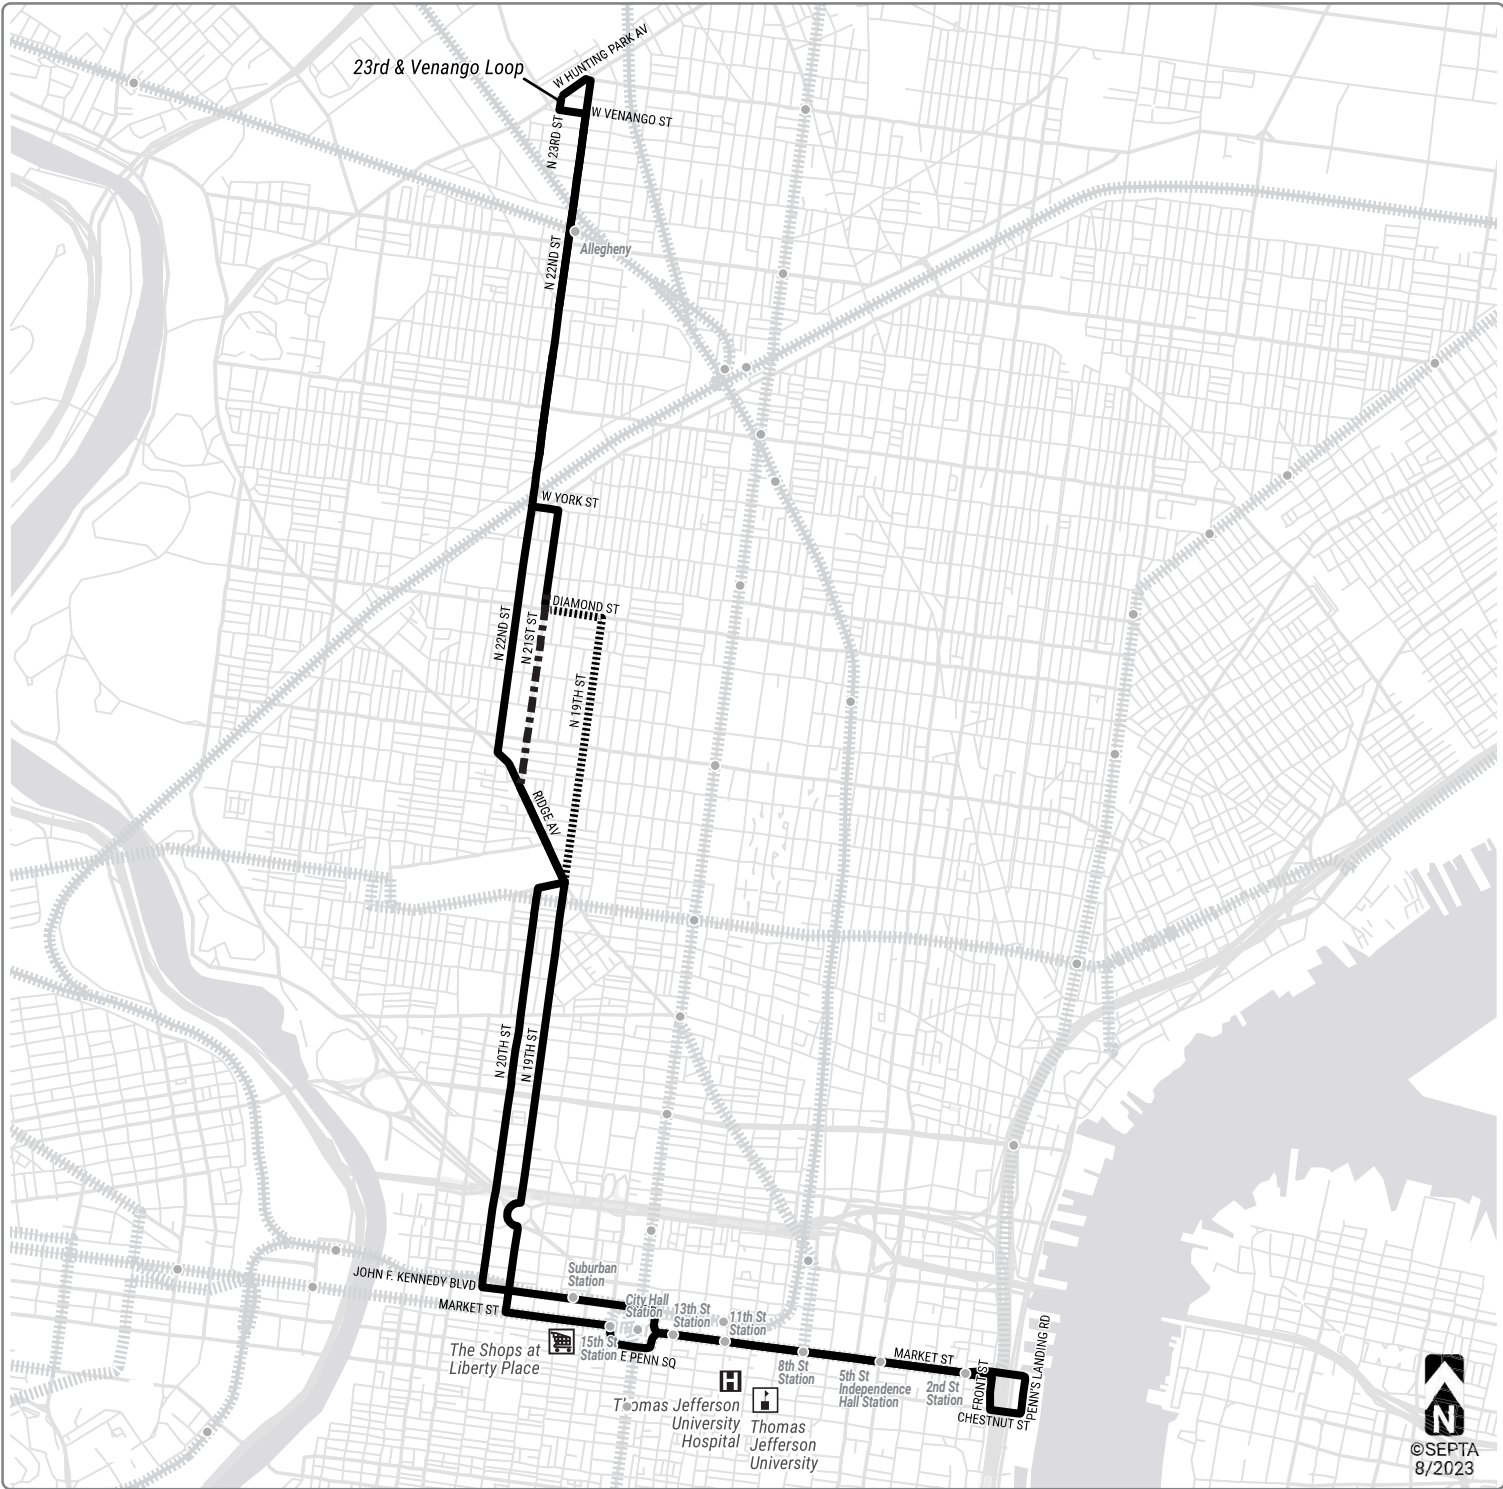 W HUNTING PARK AV
23rd & Venango Loop
W VENANGO ST
N 23RD ST
N 22ND ST
Allegheny
W YORK ST
DIAMOND ST
N 22ND ST
N 21ST ST
N 19TH ST
RIDGE AV
N 20TH ST
N 19TH ST
JOHN F. KENNEDY BLVD
Suburban
Station
MARKET ST
City Hall
Station
13th St
Station
11th St
Station
The Shops at
Liberty Place
15th St
Station
E PENN SQ
8th St
Station
MARKET ST
5th St
Independence
Hall Station
2nd St
Station
FRONT ST
PENN'S LANDING RD
CHESTNUT ST
H
Thomas Jefferson
University
Hospital
Thomas
Jefferson
University
N
©SEPTA
8/2023